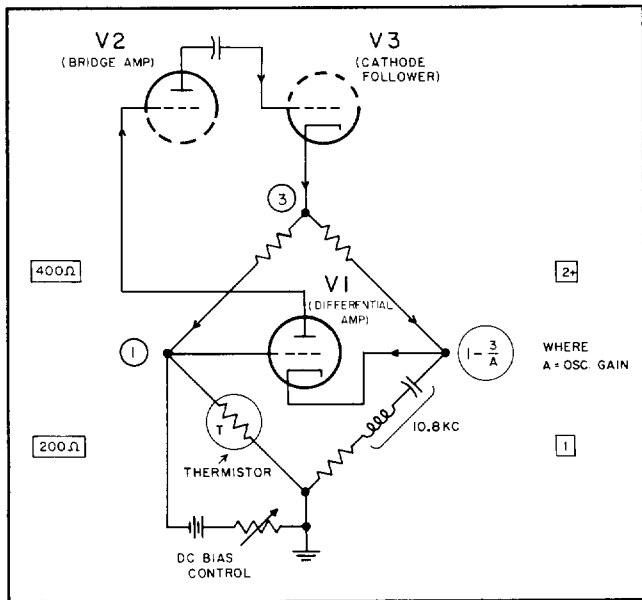 V2
(BRIDGE AMP)
V3
(CATHODE
FOLLOWER)
3
400Ω
2+
V1
(DIFFERENTIAL
AMP)
1
1 - 3/A
WHERE
A = OSC. GAIN
10.8KC
T
200Ω
1
THERMISTOR
DC BIAS
CONTROL